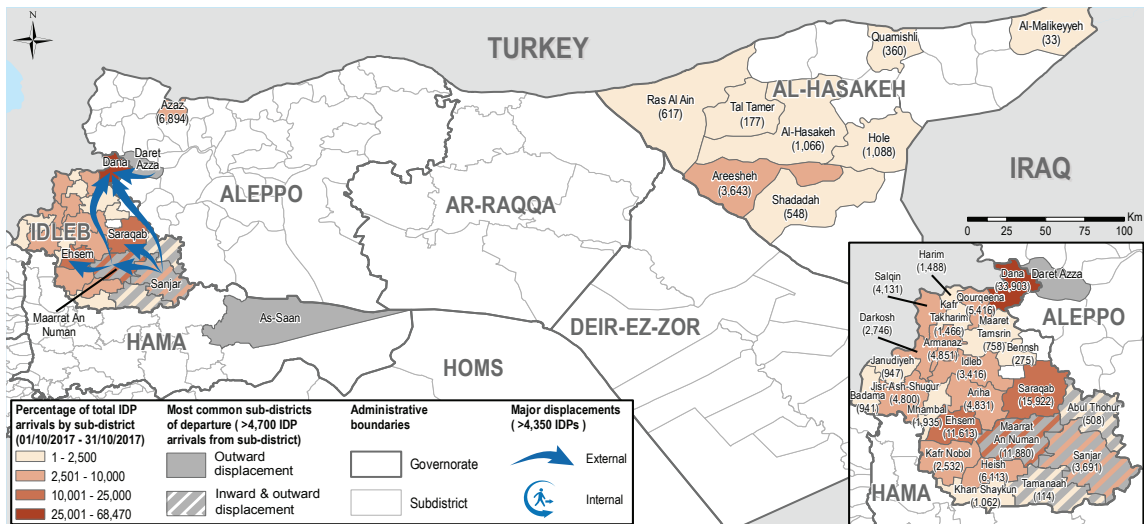 N
TURKEY
Al-Malikeyyeh
(33)
Quamishli
(360)
AL-HASAKEH
Ras Al Ain
(617)
Tal Tamer
(177)
Al-Hasakeh
(1,066)
Hole
(1,088)
Areesheh
(3,643)
Shadadah
(548)
IRAQ
Azaz
(6,894)
Dana
Daret
Azza
ALEPPO
AR-RAQQA
IDLEB
Saraqab
Ehsem
Sanjar
Maarrat An
Numan
As-Saan
HAMA
HOMS
DEIR-EZ-ZOR
Km
0 20 40 60 80 100
Harim
(1,488)
Salqin
(4,131)
Darkosh
(2,746)
Dana
(33,903)
Daret Azza
Qourqeena
(5,416)
Kafr
Takharim
(1,466)
Maaret
Tamsrin
(758)
ALEPPO
Armanaz
(4,851)
Bennsh
(275)
Janudiyeh
(947)
Idleb
(3,416)
Jisr-Ash-Shugur
(4,800)
Badama
(941)
Ariha
(4,831)
Saraqab
(15,922)
Mhambal
(1,935)
Ehsem
(11,613)
Abul Thohur
(508)
Maarrat
An Numan
(11,880)
Kafr Nobol
(2,532)
Heish
(6,113)
Sanjar
(3,691)
Tamanaah
(114)
Khan Shaykun
(1,062)
HAMA
Percentage of total IDP
arrivals by sub-district
(01/10/2017 - 31/10/2017)
1 - 2,500
2,501 - 10,000
10,001 - 25,000
25,001 - 68,470
Most common sub-districts
of departure ( >4,700 IDP
arrivals from sub-district)
Outward
displacement
Inward & outward
displacement
Administrative
boundaries
Governorate
Subdistrict
Major displacements
(>4,350 IDPs)
External
Internal